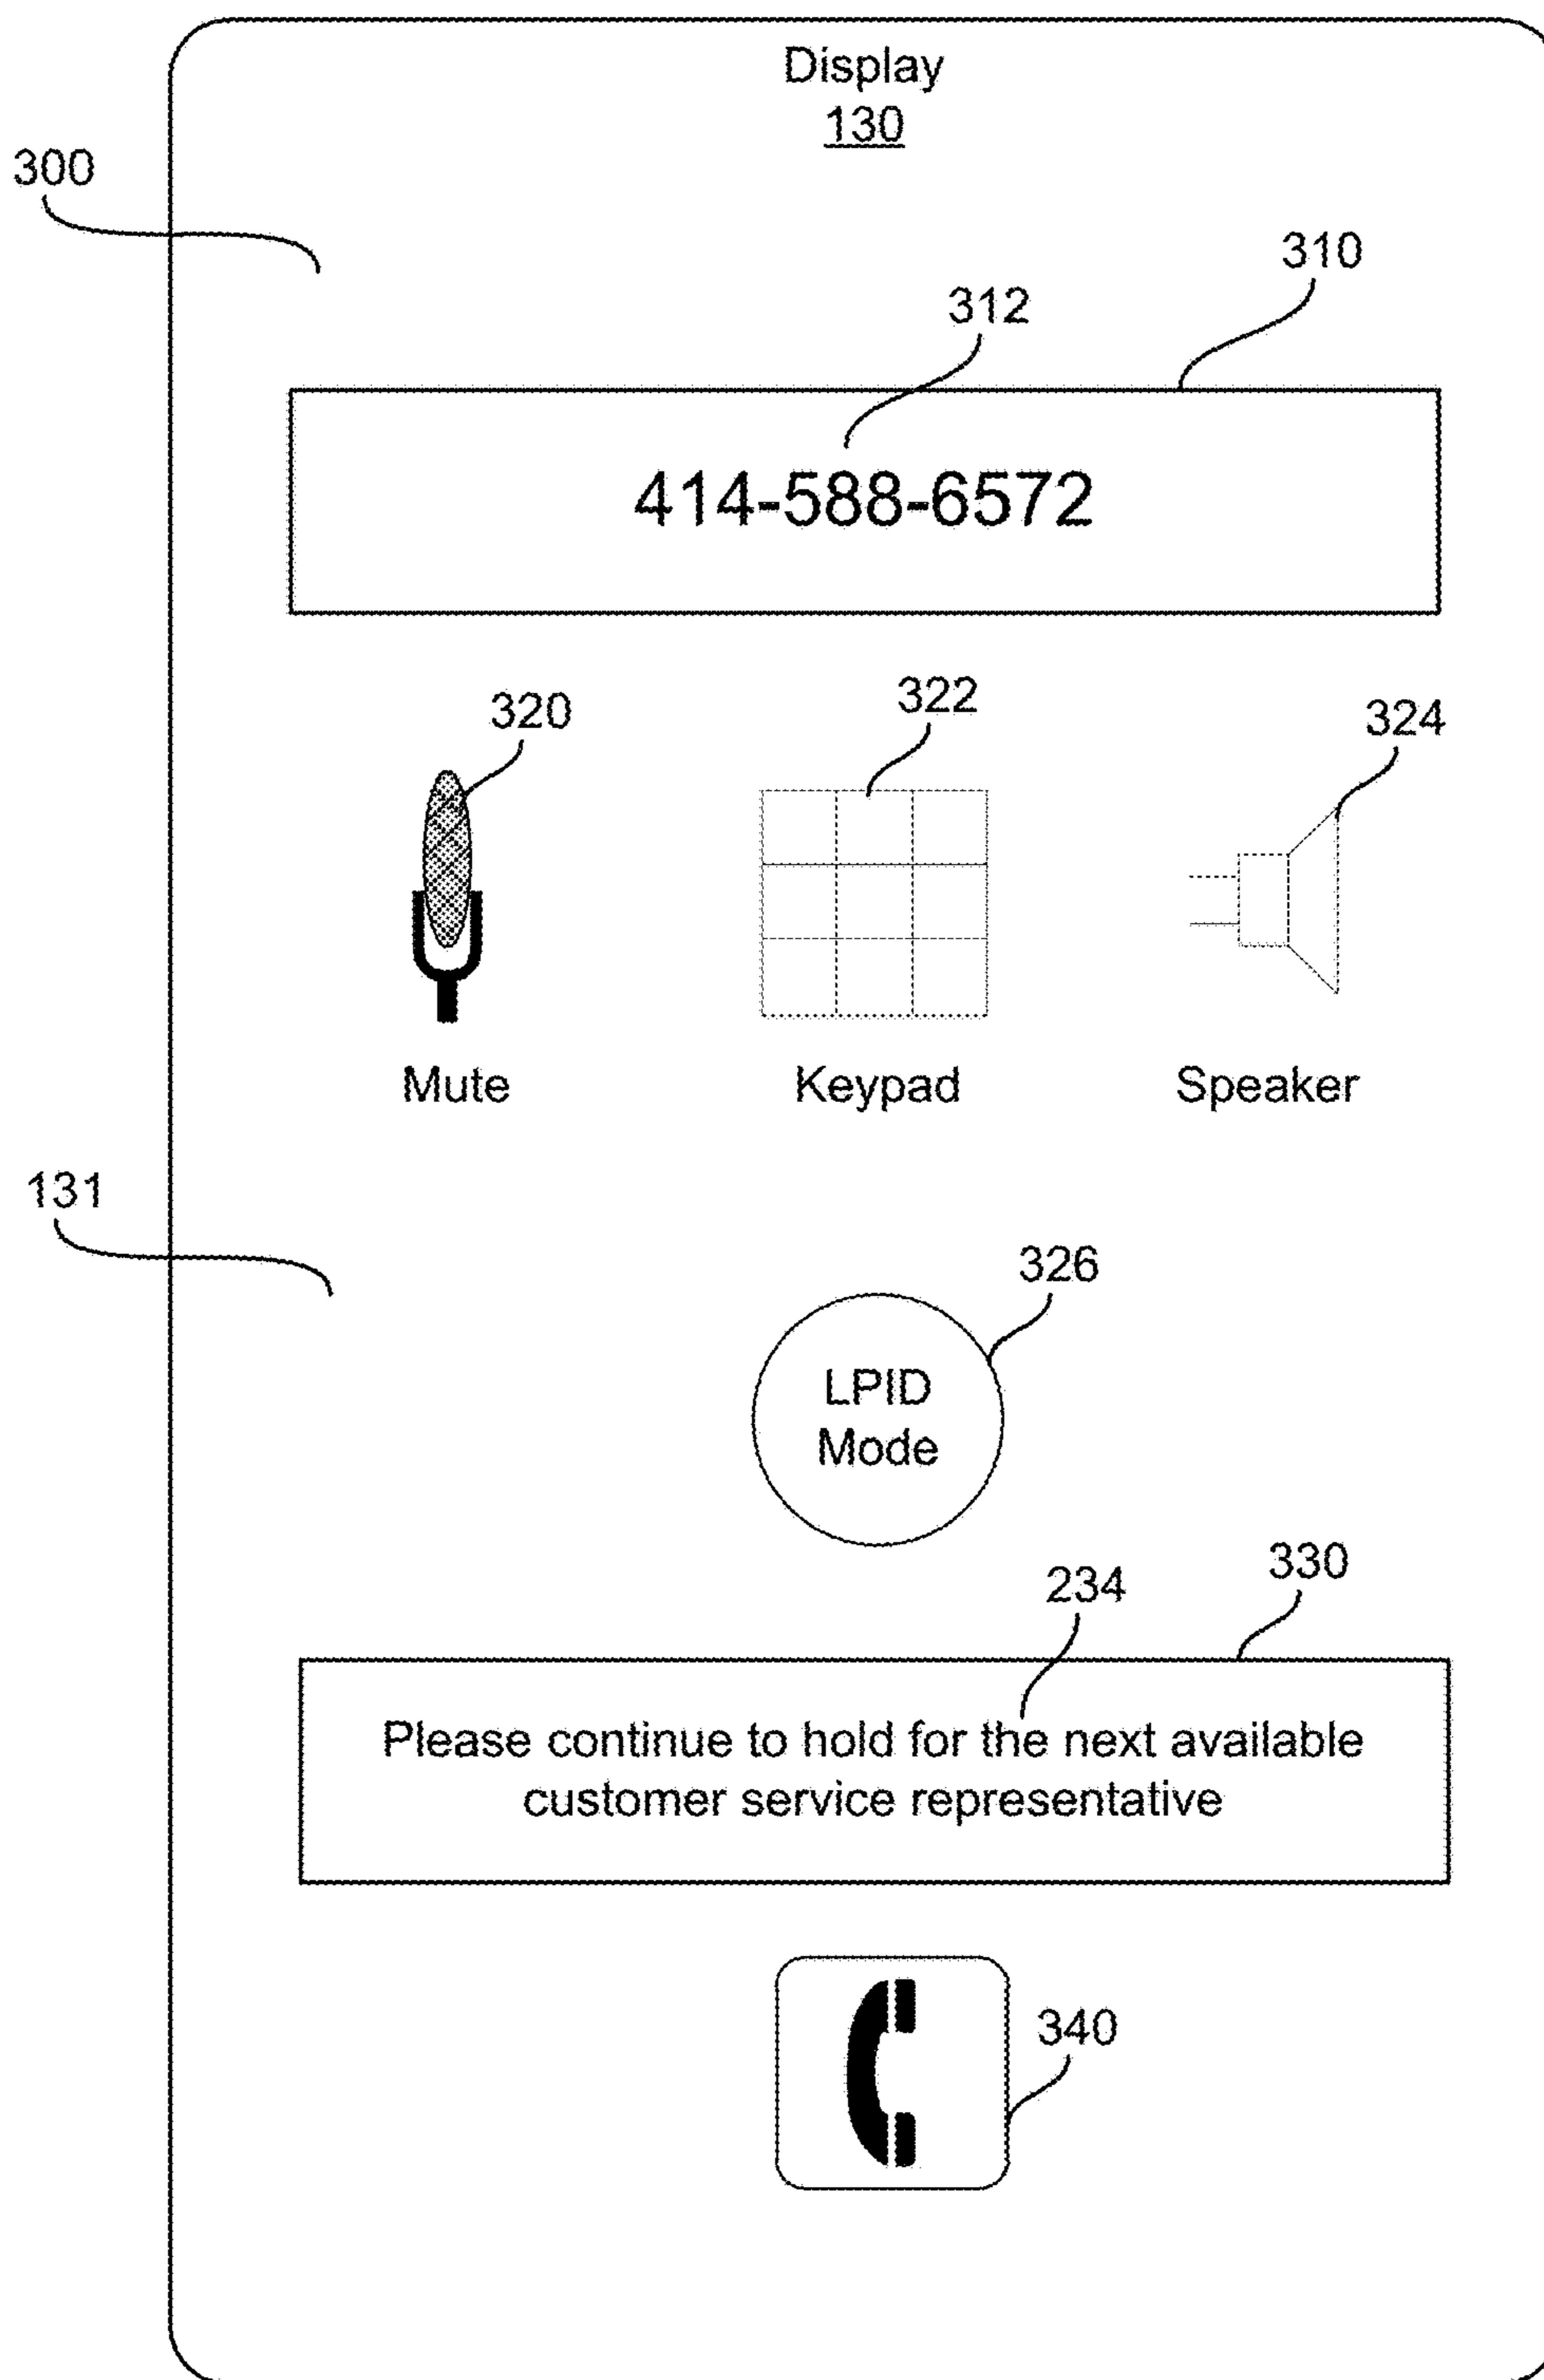 Display
130
300
310
312
414-588-6572
320
322
324
Mute
Keypad
Speaker
131
326
LPID
Mode
330
234
Please continue to hold for the next available
customer service representative
340